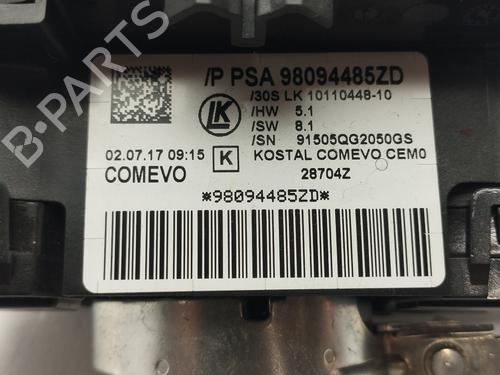 /P PSA 98094485ZD
/30S LK 10110448-10
/HW 5.1
/SW 8.1
/SN 91505QG2050GS
02.07.17 09:15 K KOSTAL COMEVO CEM0
COMEVO 28704Z
*98094485ZD*
B-PARTS